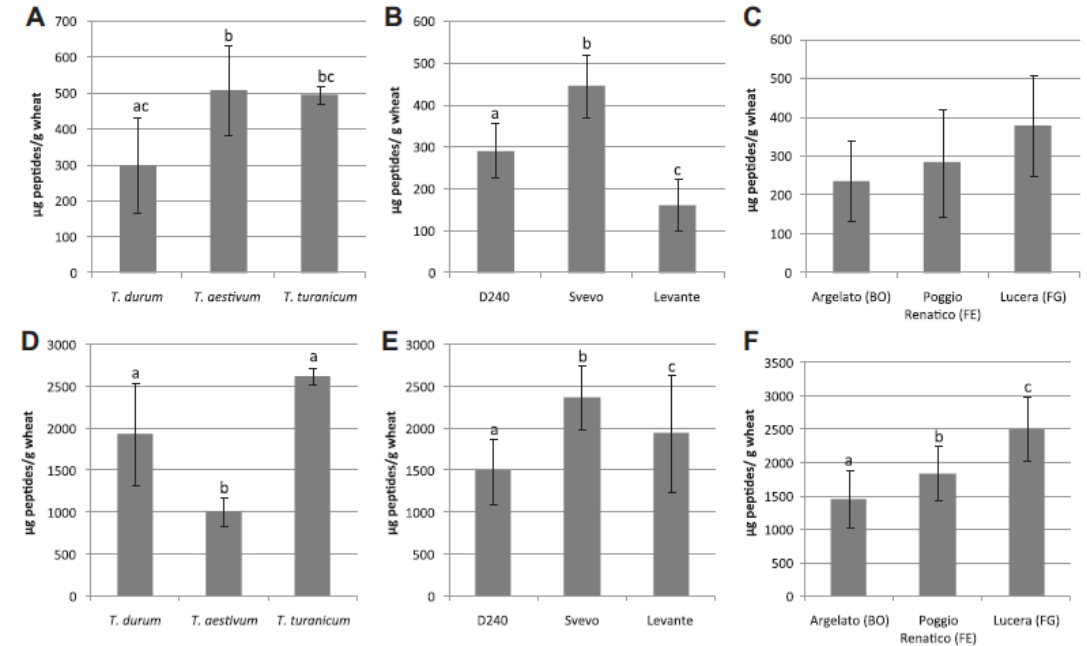 A
700
600
500
400
300
200
100
0
µg peptides/g wheat
ac
b
bc
T. durum
T. aestivum
T. turanicum
B
600
500
400
300
200
100
0
µg peptides/g wheat
a
b
c
D240
Svevo
Levante
C
600
500
400
300
200
100
0
µg peptides/g wheat
Argelato (BO)
Poggio
Renatico (FE)
Lucera (FG)
D
3000
2500
2000
1500
1000
500
0
µg peptides/g wheat
a
b
a
T. durum
T. aestivum
T. turanicum
E
3000
2500
2000
1500
1000
500
0
µg peptides/g wheat
a
b
c
D240
Svevo
Levante
F
3500
3000
2500
2000
1500
1000
500
0
µg peptides/ g wheat
a
b
c
Argelato (BO)
Poggio
Renatico (FE)
Lucera (FG)